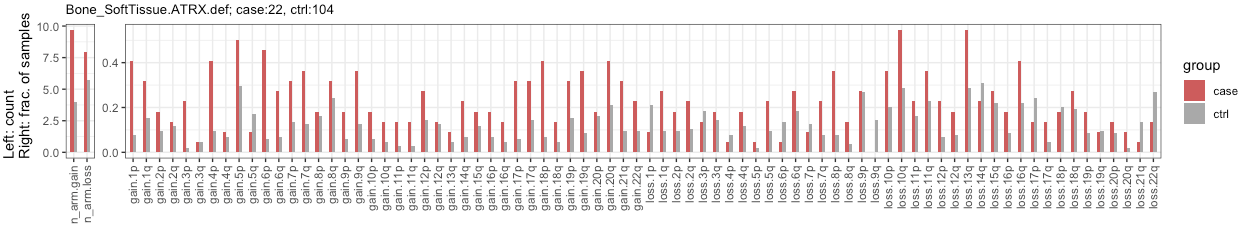 Bone_SoftTissue.ATRX.def; case:22, ctrl:104
Left: count
Right: frac. of samples
10.0
7.5
5.0
2.5
0.0
n_arm.gain
n_arm.loss
0.4
0.2
0.0
gain.1p
gain.1q
gain.2p
gain.2q
gain.3p
gain.3q
gain.4p
gain.4q
gain.5p
gain.5q
gain.6p
gain.6q
gain.7p
gain.7q
gain.8p
gain.8q
gain.9p
gain.9q
gain.10p
gain.10q
gain.11p
gain.11q
gain.12p
gain.12q
gain.13q
gain.14q
gain.15q
gain.16p
gain.16q
gain.17p
gain.17q
gain.18p
gain.18q
gain.19p
gain.19q
gain.20p
gain.20q
gain.21q
gain.22q
loss.1p
loss.1q
loss.2p
loss.2q
loss.3p
loss.3q
loss.4p
loss.4q
loss.5p
loss.5q
loss.6p
loss.6q
loss.7p
loss.7q
loss.8p
loss.8q
loss.9p
loss.9q
loss.10p
loss.10q
loss.11p
loss.11q
loss.12p
loss.12q
loss.13q
loss.14q
loss.15q
loss.16p
loss.16q
loss.17p
loss.17q
loss.18p
loss.18q
loss.19p
loss.19q
loss.20p
loss.20q
loss.21q
loss.22q
group
case
ctrl